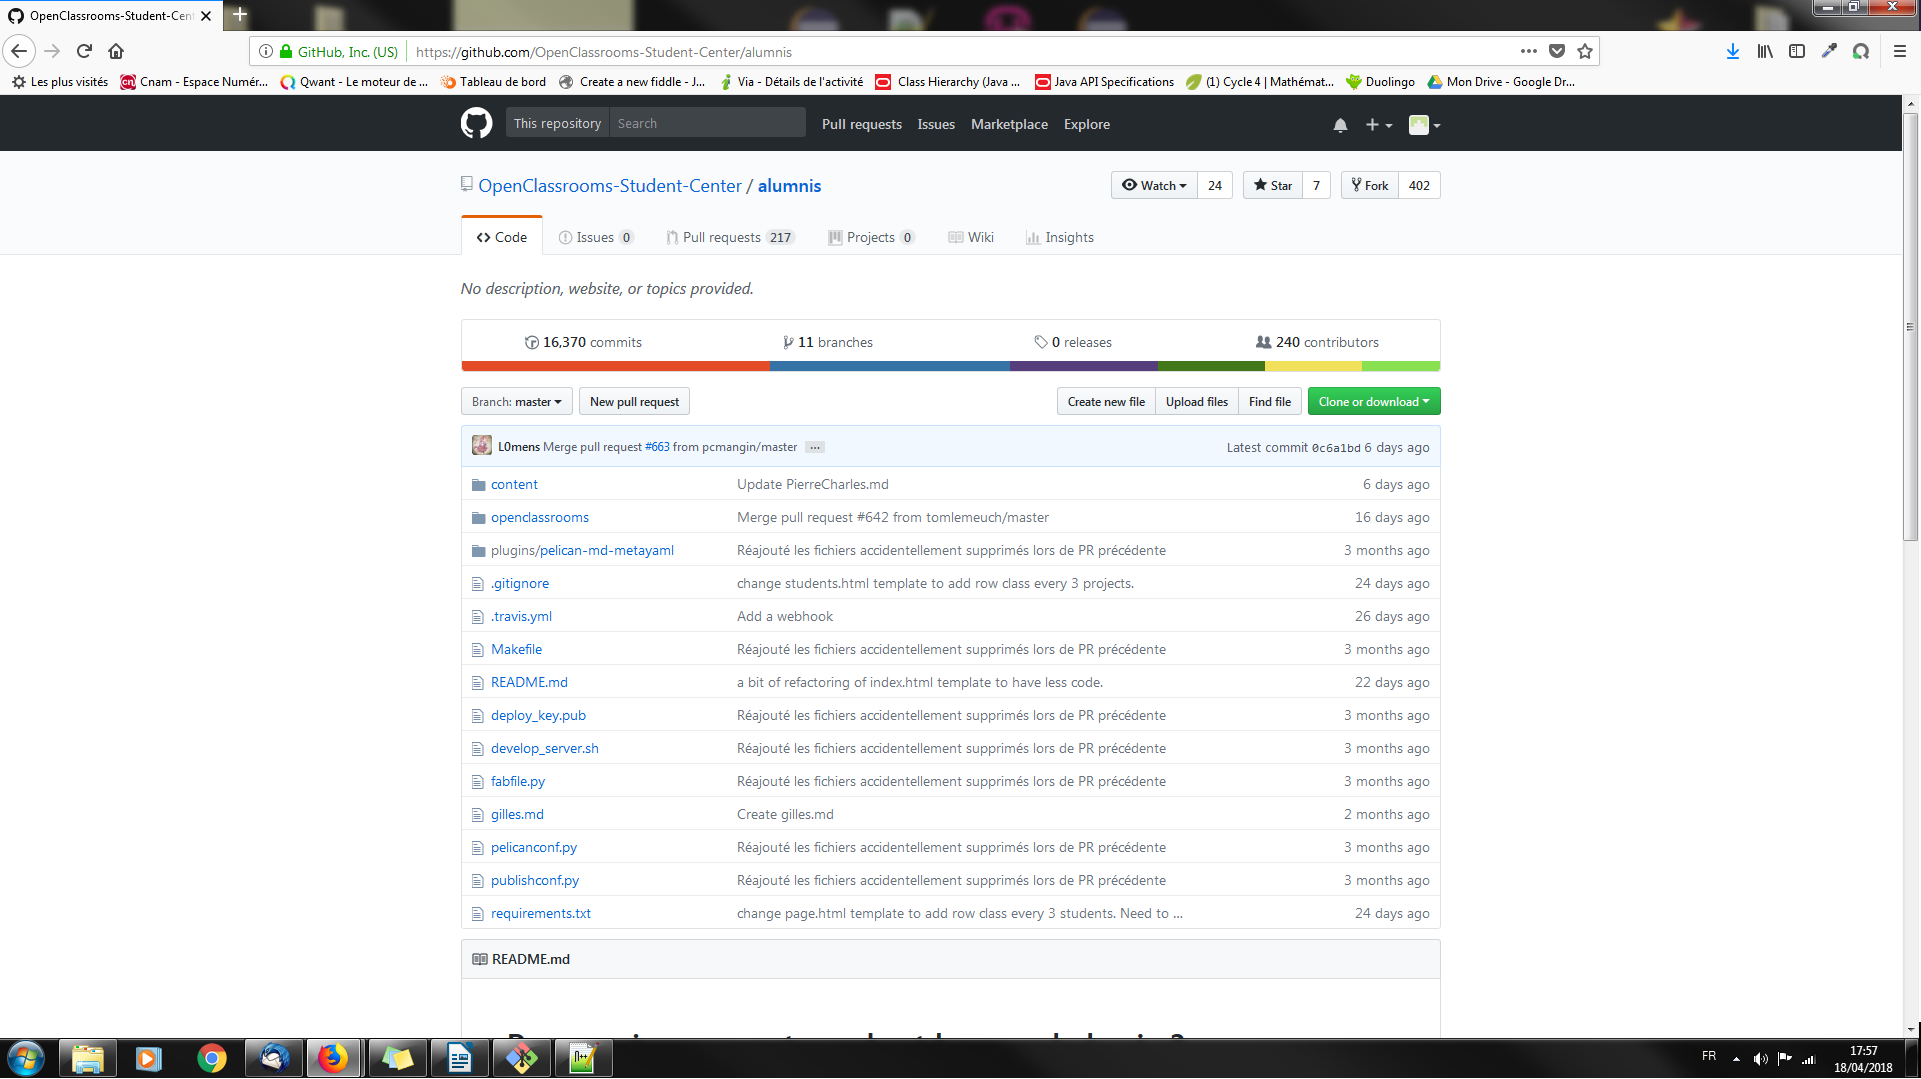 OpenClassrooms-Student-Cent
GitHub, Inc. (US) https://github.com/OpenClassrooms-Student-Center/alumnis
Les plus visités Cnam - Espace Numér... Qwant - Le moteur de ... Tableau de bord Create a new fiddle - J... Via - Détails de l'activité Class Hierarchy (Java ... Java API Specifications (1) Cycle 4 | Mathémat... Duolingo Mon Drive - Google Dr...
This repository Search Pull requests Issues Marketplace Explore
OpenClassrooms-Student-Center / alumnis Watch 24 Star 7 Fork 402
Code Issues 0 Pull requests 217 Projects 0 Wiki Insights
No description, website, or topics provided.
16,370 commits 11 branches 0 releases 240 contributors
Branch: master New pull request Create new file Upload files Find file Clone or download
L0mens Merge pull request #663 from pcmangin/master ... Latest commit 0c6a1bd 6 days ago
content Update PierreCharles.md 6 days ago
openclassrooms Merge pull request #642 from tomlemeuch/master 16 days ago
plugins/pelican-md-metayaml Réajouté les fichiers accidentellement supprimés lors de PR précédente 3 months ago
.gitignore change students.html template to add row class every 3 projects. 24 days ago
.travis.yml Add a webhook 26 days ago
Makefile Réajouté les fichiers accidentellement supprimés lors de PR précédente 3 months ago
README.md a bit of refactoring of index.html template to have less code. 22 days ago
deploy_key.pub Réajouté les fichiers accidentellement supprimés lors de PR précédente 3 months ago
develop_server.sh Réajouté les fichiers accidentellement supprimés lors de PR précédente 3 months ago
fabfile.py Réajouté les fichiers accidentellement supprimés lors de PR précédente 3 months ago
gilles.md Create gilles.md 2 months ago
pelicanconf.py Réajouté les fichiers accidentellement supprimés lors de PR précédente 3 months ago
publishconf.py Réajouté les fichiers accidentellement supprimés lors de PR précédente 3 months ago
requirements.txt change page.html template to add row class every 3 students. Need to ... 24 days ago
README.md
FR 17:57
18/04/2018